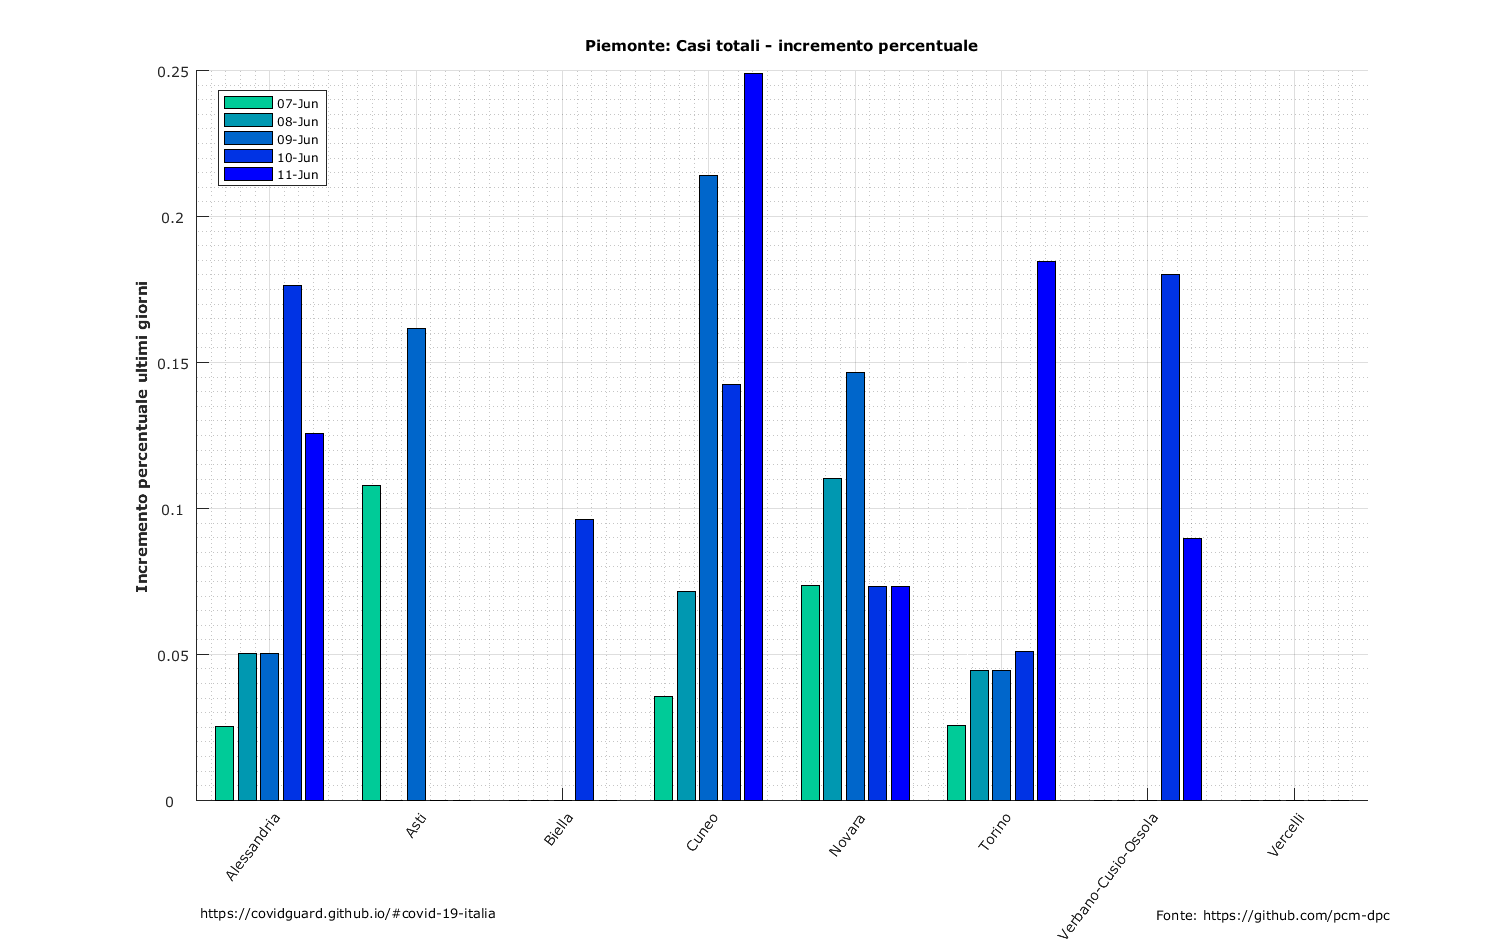 Piemonte: Casi totali - incremento percentuale
Incremento percentuale ultimi giorni
0.25
0.2
0.15
0.1
0.05
0
07-Jun
08-Jun
09-Jun
10-Jun
11-Jun
Alessandria
Asti
Biella
Cuneo
Novara
Torino
Verbano-Cusio-Ossola
Vercelli
https://covidguard.github.io/#covid-19-italia
Fonte: https://github.com/pcm-dpc